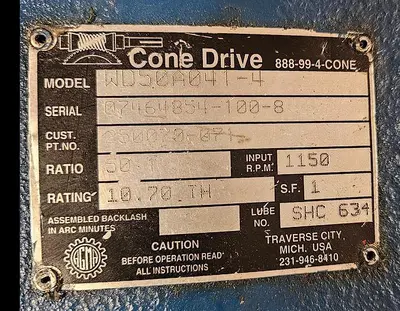 Cone Drive 888-99-4-CONE
MODEL WD50A041-4
SERIAL 07464854-100-8
CUST. PT.NO.
RATIO 50:1 INPUT R.P.M. 1150
RATING 10.70 TH S.F. 1
ASSEMBLED BACKLASH IN ARC MINUTES LUBE NO. SHC 634
CAUTION
BEFORE OPERATION READ
ALL INSTRUCTIONS
TRAVERSE CITY
MICH. USA
231-946-8410
AGMA